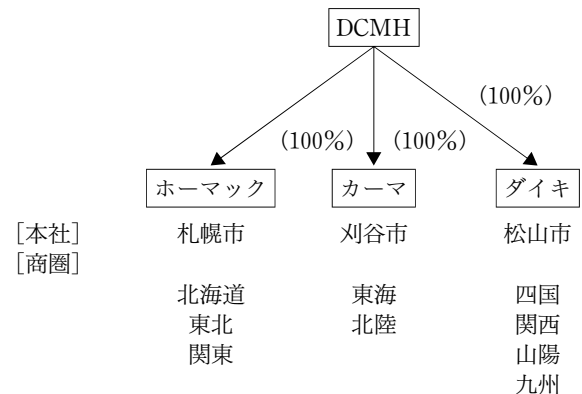 DCMH
(100%)
(100%) (100%)
ホーマック カーマ ダイキ
[本社] 札幌市 刈谷市 松山市
[商圏]
北海道 東海 四国
東北 北陸 関西
関東 山陽
九州